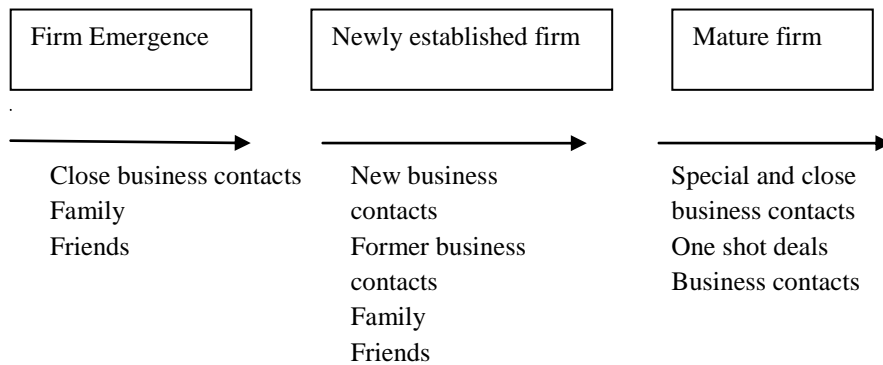 Firm Emergence
Newly established firm
Mature firm
Close business contacts
Family
Friends
New business
contacts
Former business
contacts
Family
Friends
Special and close
business contacts
One shot deals
Business contacts